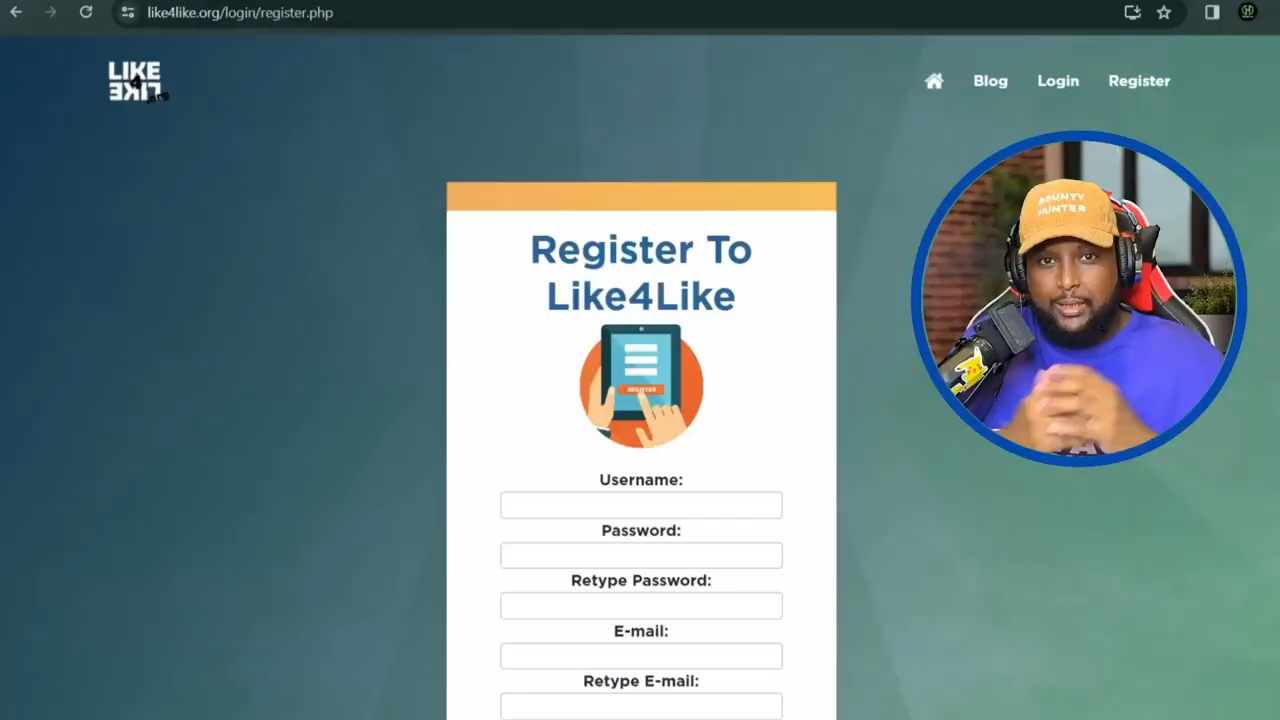 like4like.org/login/register.php
LIKE
LIKE
Blog
Login
Register
BOUNTY
HUNTER
Register To
Like4Like
REGISTER
Username:
Password:
Retype Password:
E-mail:
Retype E-mail: